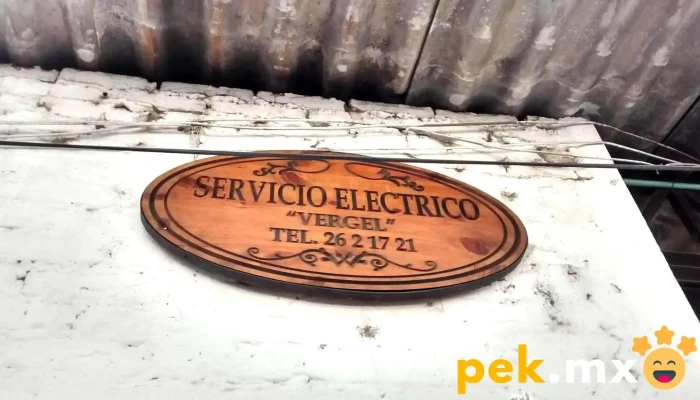 SERVICIO ELECTRICO
"VERGEL"
TEL. 26 2 17 21
pek.mx